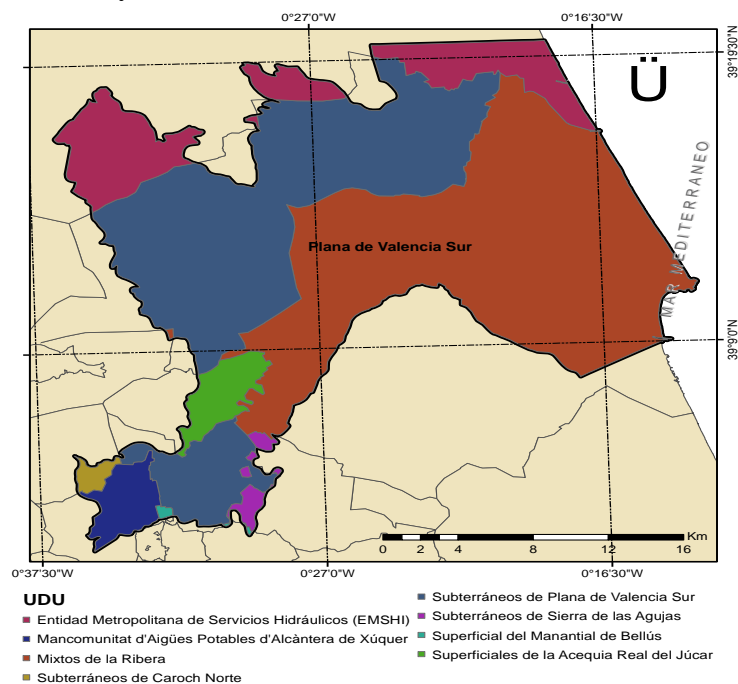 0°27'0"W 0°16'30"W
39°19'30"N
Ü
MAR MEDITERRANEO
Plana de Valencia Sur
39°9'0"N
Km
0 2 4 8 12 16
0°37'30"W 0°27'0"W 0°16'30"W
UDU
Entidad Metropolitana de Servicios Hidráulicos (EMSHI)
Mancomunitat d'Aigües Potables d'Alcàntera de Xúquer
Mixtos de la Ribera
Subterráneos de Caroch Norte
Subterráneos de Plana de Valencia Sur
Subterráneos de Sierra de las Agujas
Superficial del Manantial de Bellús
Superficiales de la Acequia Real del Júcar